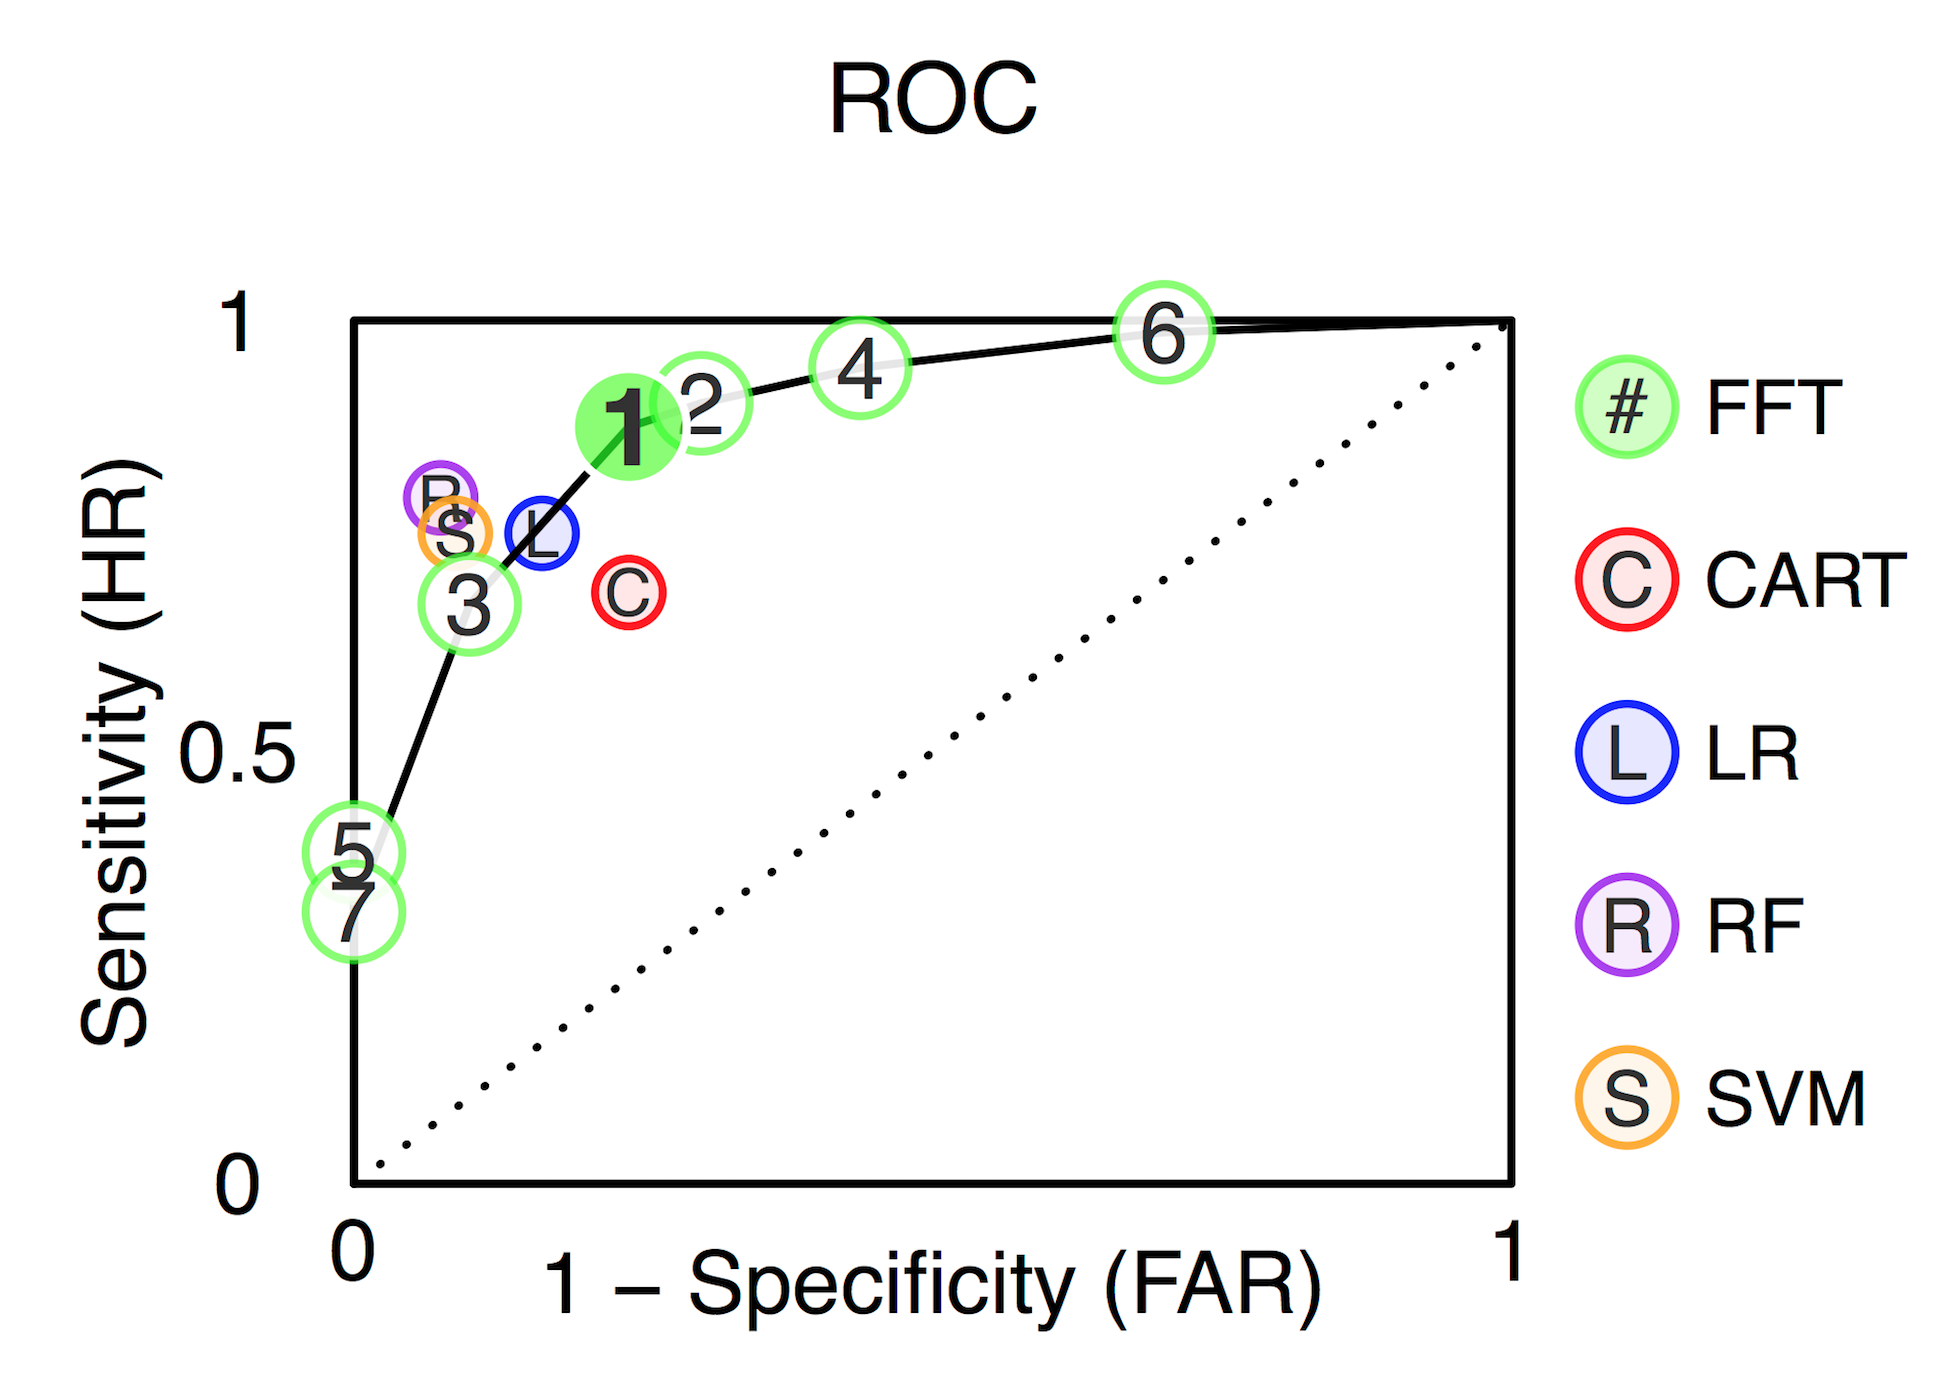 ROC
1
0.5
0
Sensitivity (HR)
6
4
2
1
R
S
L
3
C
5
7
0
1
1 – Specificity (FAR)
# FFT
C CART
L LR
R RF
S SVM